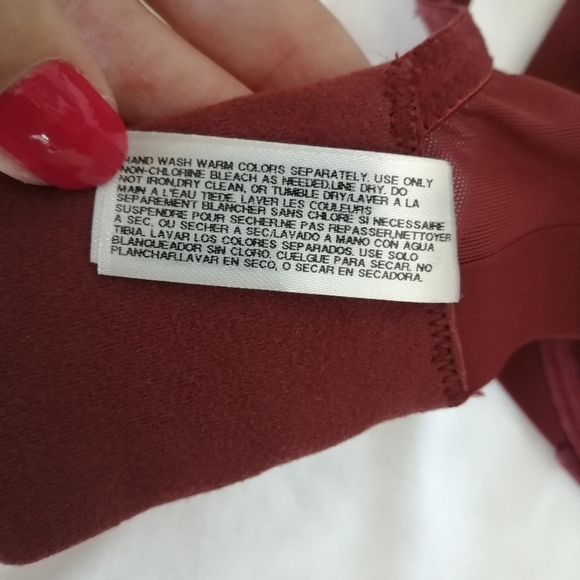 HAND WASH WARM COLORS SEPARATELY. USE ONLY
NON-CHLORINE BLEACH AS NEEDED.LINE DRY. DO
NOT IRON,DRY CLEAN, OR TUMBLE DRY/LAVER A LA
MAIN A L'EAU TIEDE. LAVER LES COULEURS
SEPAREMENT BLANCHER SANS CHLORE SI NECESSAIRE
SUSPENDRE POUR SECHER.NE PAS REPASSER,NETTOYER
A SEC, OU SECHER A SEC/LAVADO A MANO CON AGUA
TIBIA. LAVAR LOS COLORES SEPARADOS. USE SOLO
BLANQUEADOR SIN CLORO. CUELGUE PARA SECAR. NO
PLANCHAR.LAVAR EN SECO, O SECAR EN SECADORA.